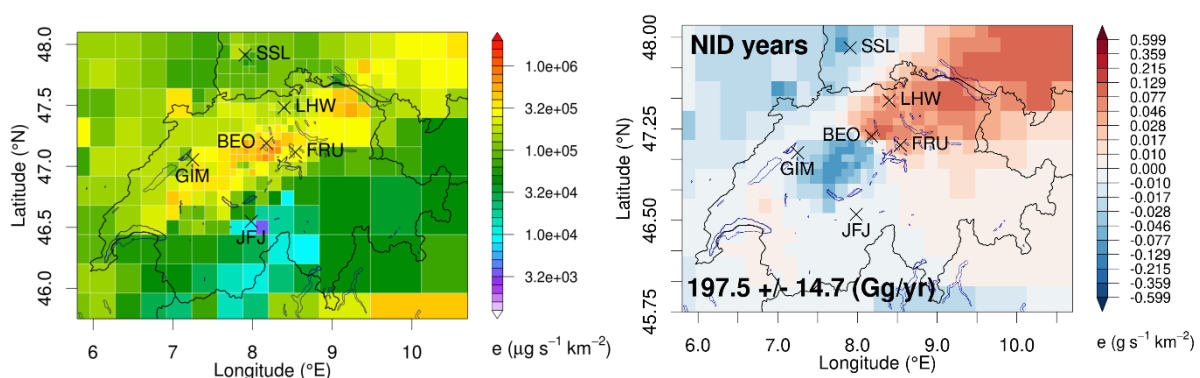 48.0
47.5
47.0
46.5
46.0
Latitude (°N)
SSL
LHW
BEO
FRU
GIM
JFJ
6
7
8
9
10
Longitude (°E)
1.0e+06
3.2e+05
1.0e+05
3.2e+04
1.0e+04
3.2e+03
e (μg s⁻¹ km⁻²)
NID years
48.00
47.25
46.50
45.75
Latitude (°N)
SSL
LHW
BEO
FRU
GIM
JFJ
197.5 +/- 14.7 (Gg/yr)
6.0
7.0
8.0
9.0
10.0
Longitude (°E)
0.599
0.359
0.215
0.129
0.077
0.046
0.028
0.017
0.010
0.000
-0.010
-0.017
-0.028
-0.046
-0.077
-0.129
-0.215
-0.359
-0.599
e (g s⁻¹ km⁻²)